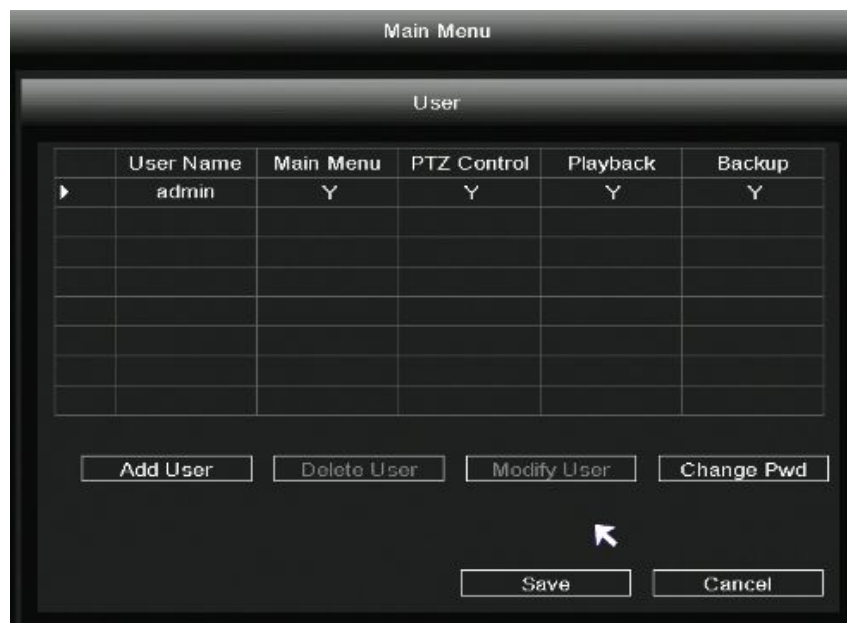 Main Menu
User
User Name Main Menu PTZ Control Playback Backup
admin Y Y Y Y
Add User Delete User Modify User Change Pwd
Save Cancel